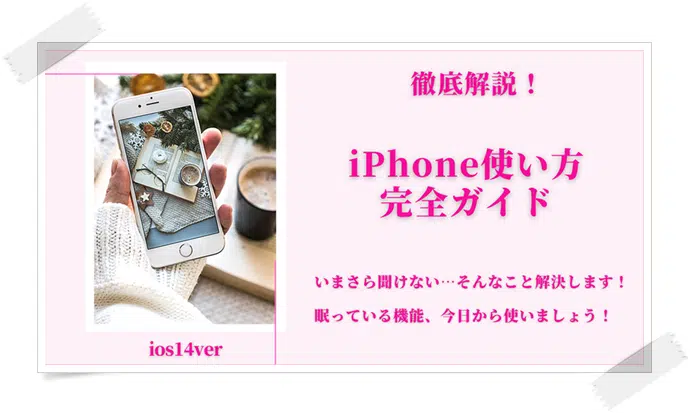 徹底解説！
iPhone使い方
完全ガイド
いまさら聞けない…そんなこと解決します！
眠っている機能、今日から使いましょう！
ios14ver